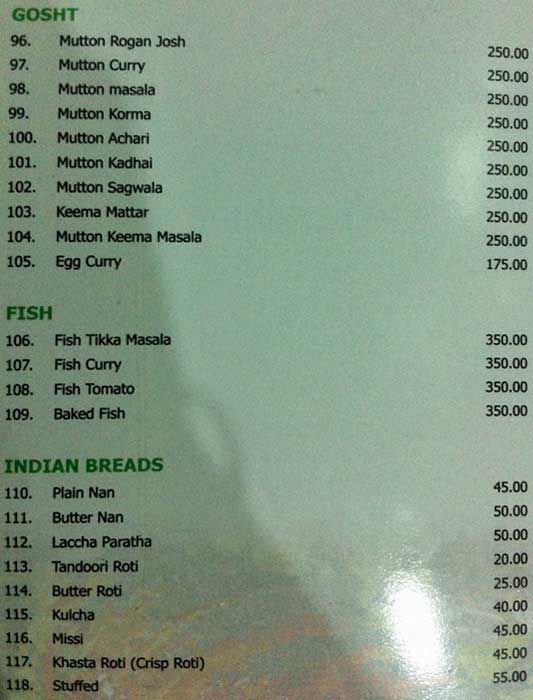 GOSHT
96. Mutton Rogan Josh 250.00
97. Mutton Curry 250.00
98. Mutton masala 250.00
99. Mutton Korma 250.00
100. Mutton Achari 250.00
101. Mutton Kadhai 250.00
102. Mutton Sagwala 250.00
103. Keema Mattar 250.00
104. Mutton Keema Masala 250.00
105. Egg Curry 175.00
FISH
106. Fish Tikka Masala 350.00
107. Fish Curry 350.00
108. Fish Tomato 350.00
109. Baked Fish 350.00
INDIAN BREADS
110. Plain Nan 45.00
111. Butter Nan 50.00
112. Laccha Paratha 50.00
113. Tandoori Roti 20.00
114. Butter Roti 25.00
115. Kulcha 40.00
116. Missi 45.00
117. Khasta Roti (Crisp Roti) 45.00
118. Stuffed 55.00